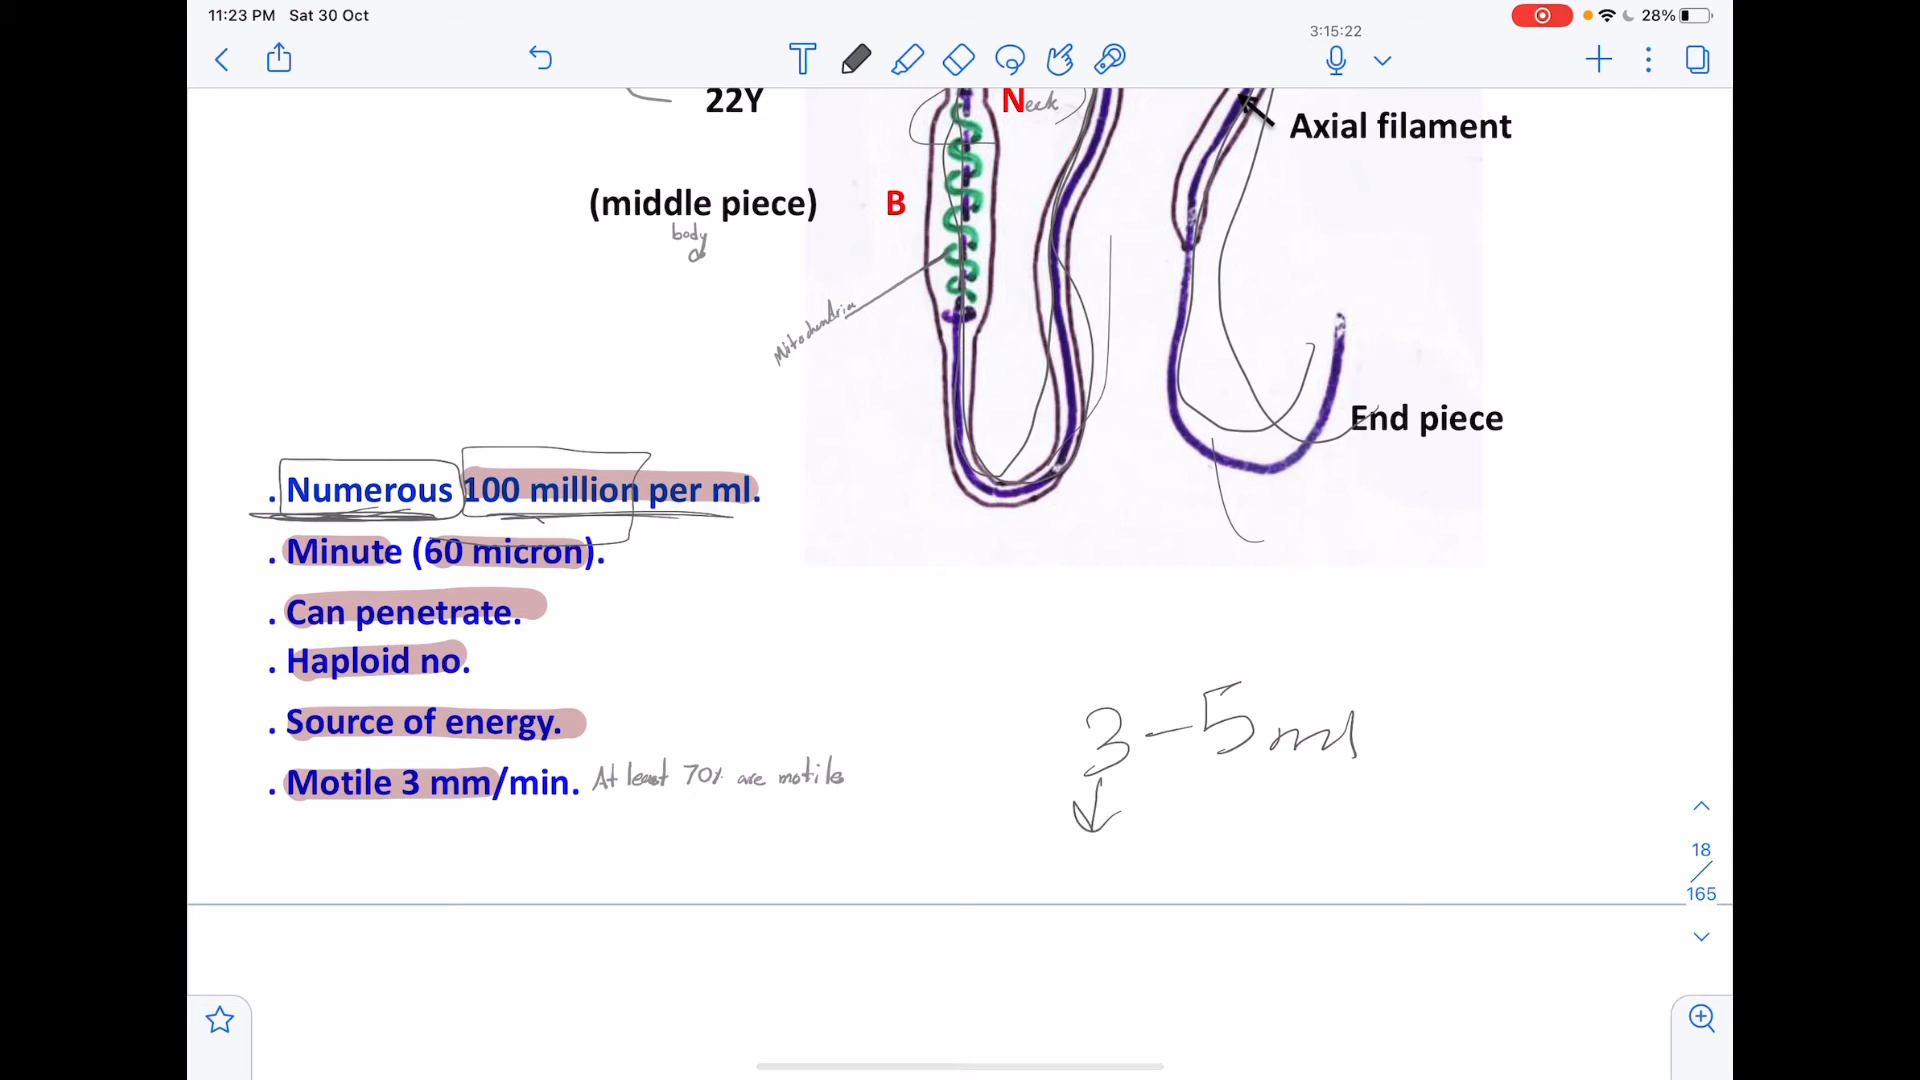 11:23 PM Sat 30 Oct
28%
3:15:22
22Y
Neck
Axial filament
(middle piece) B
body
Mitochondria
End piece
. Numerous 100 million per ml.
. Minute (60 micron).
. Can penetrate.
. Haploid no.
. Source of energy.
3-5 ml
. Motile 3 mm/min. At least 70% are motile
18
165